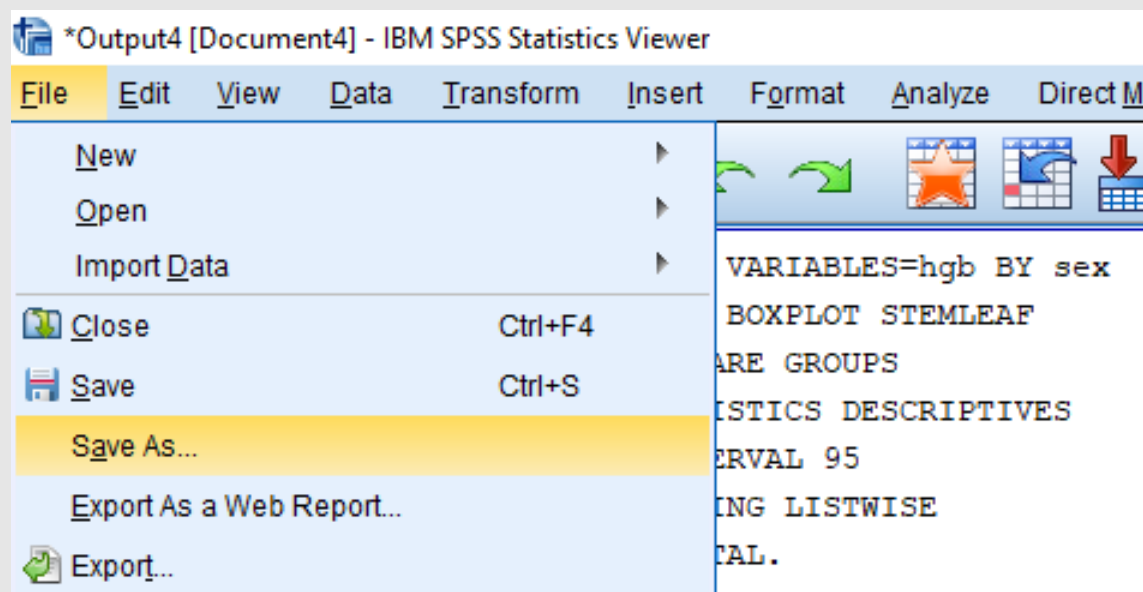 *Output4 [Document4] - IBM SPSS Statistics Viewer
File Edit View Data Transform Insert Format Analyze Direct M
New
Open
Import Data
Close Ctrl+F4
Save Ctrl+S
Save As...
Export As a Web Report...
Export...
VARIABLES=hgb BY sex
BOXPLOT STEMLEAF
ARE GROUPS
ISTICS DESCRIPTIVES
ERVAL 95
ING LISTWISE
TAL.